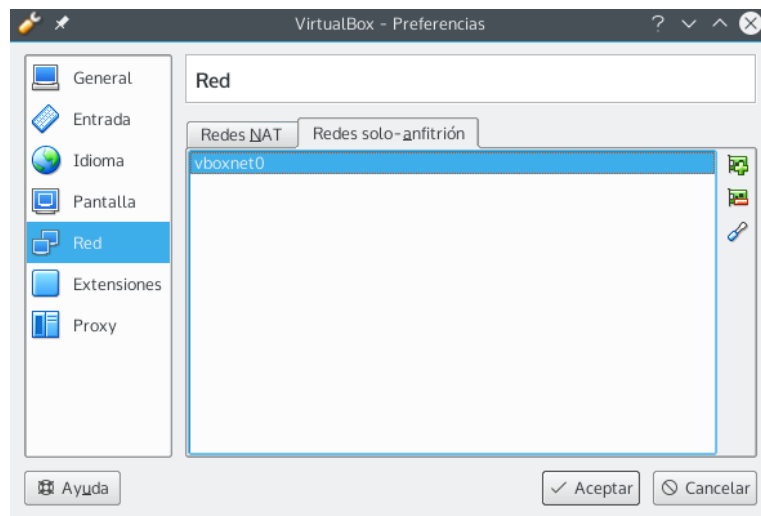 VirtualBox - Preferencias
General
Entrada
Idioma
Pantalla
Red
Extensiones
Proxy
Red
Redes NAT
Redes solo-anfitrión
vboxnet0
Ayuda
Aceptar
Cancelar